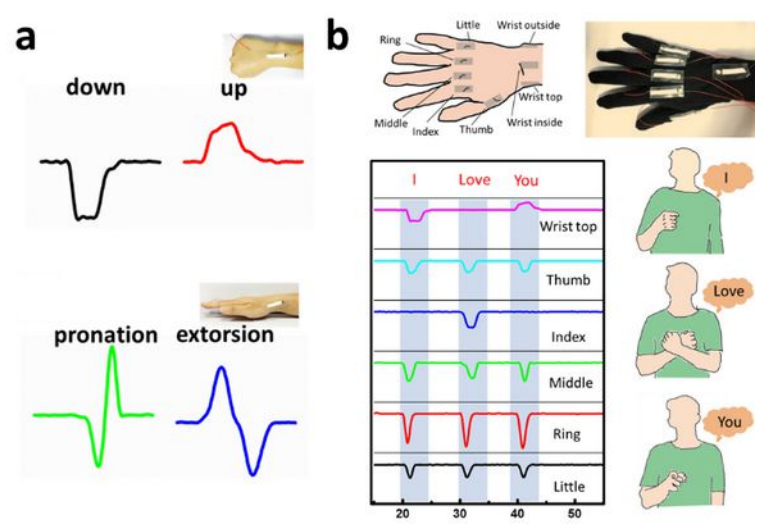 a
down
up
pronation
extorsion
b
Little
Wrist outside
Ring
Middle
Index
Thumb
Wrist top
Wrist inside
I
Love
You
Wrist top
Thumb
Index
Middle
Ring
Little
20
30
40
50
I
Love
You